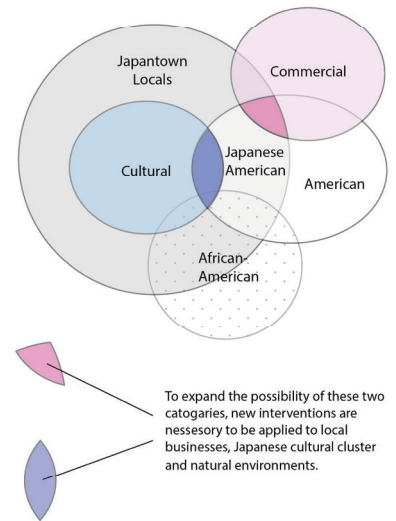 Japantown
Locals
Commercial
Cultural
Japanese
American
American
African-
American
To expand the possibility of these two
catogaries, new interventions are
nessesory to be applied to local
businesses, Japanese cultural cluster
and natural environments.